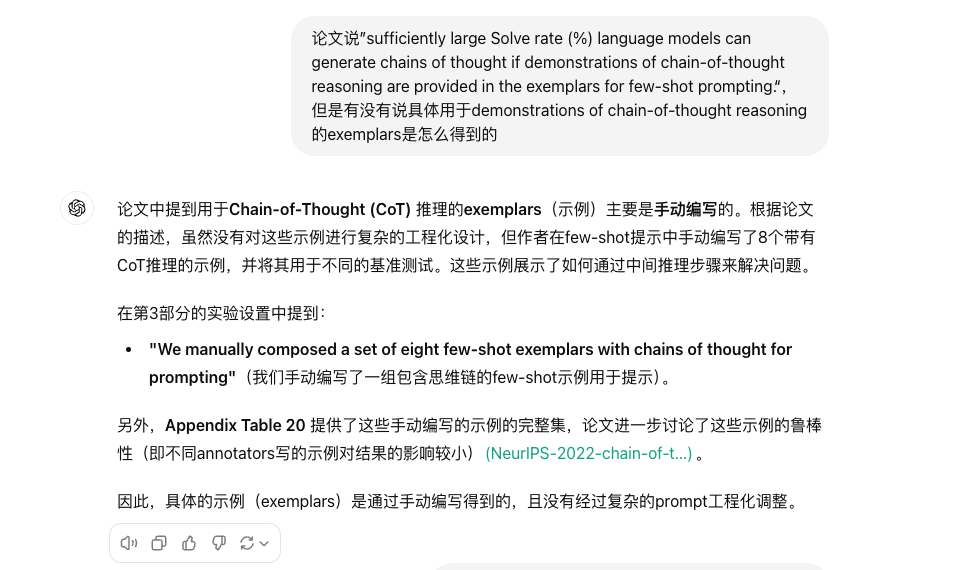 论文说”sufficiently large Solve rate (%) language models can
generate chains of thought if demonstrations of chain-of-thought
reasoning are provided in the exemplars for few-shot prompting.“，
但是有没有说具体用于demonstrations of chain-of-thought reasoning
的exemplars是怎么得到的
论文中提到用于Chain-of-Thought (CoT) 推理的exemplars（示例）主要是手动编写的。根据论文
的描述，虽然没有对这些示例进行复杂的工程化设计，但作者在few-shot提示中手动编写了8个带有
CoT推理的示例，并将其用于不同的基准测试。这些示例展示了如何通过中间推理步骤来解决问题。
在第3部分的实验设置中提到：
• "We manually composed a set of eight few-shot exemplars with chains of thought for
prompting"（我们手动编写了一组包含思维链的few-shot示例用于提示）。
另外，Appendix Table 20 提供了这些手动编写的示例的完整集，论文进一步讨论了这些示例的鲁棒
性（即不同annotators写的示例对结果的影响较小）(NeurIPS-2022-chain-of-t…) 。
因此，具体的示例（exemplars）是通过手动编写得到的，且没有经过复杂的prompt工程化调整。